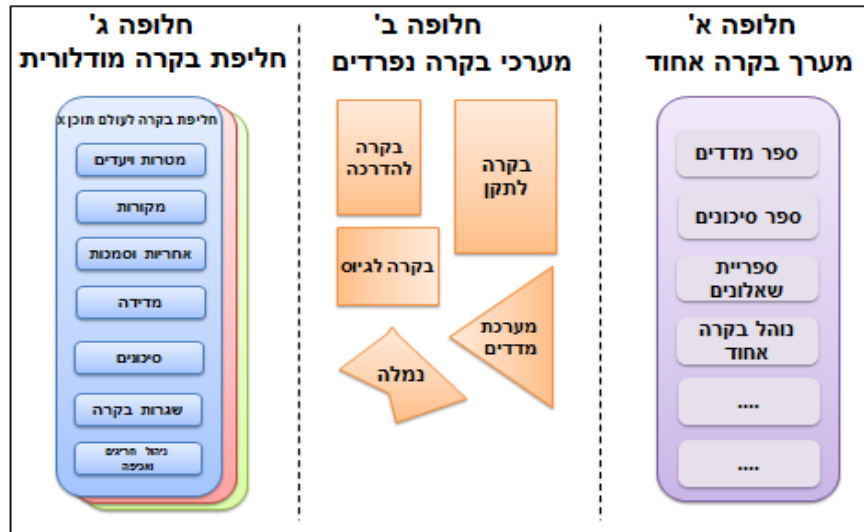 חלופה א'
מערך בקרה אחוד
ספר מדדים
ספר סיכונים
ספריית
שאלונים
נוהל בקרה
אחוד
....
....
חלופה ב'
מערכי בקרה נפרדים
בקרה
לתקן
בקרה
להדרכה
בקרה לגיוס
מערכת
מדדים
נמלה
חלופה ג'
חליפת בקרה מודלורית
חליפת בקרה לעולם תוכן x
מטרות ויעדים
מקורות
אחריות וסמכות
מדידה
סיכונים
שגרות בקרה
ניהול חריגים
ואכיפה